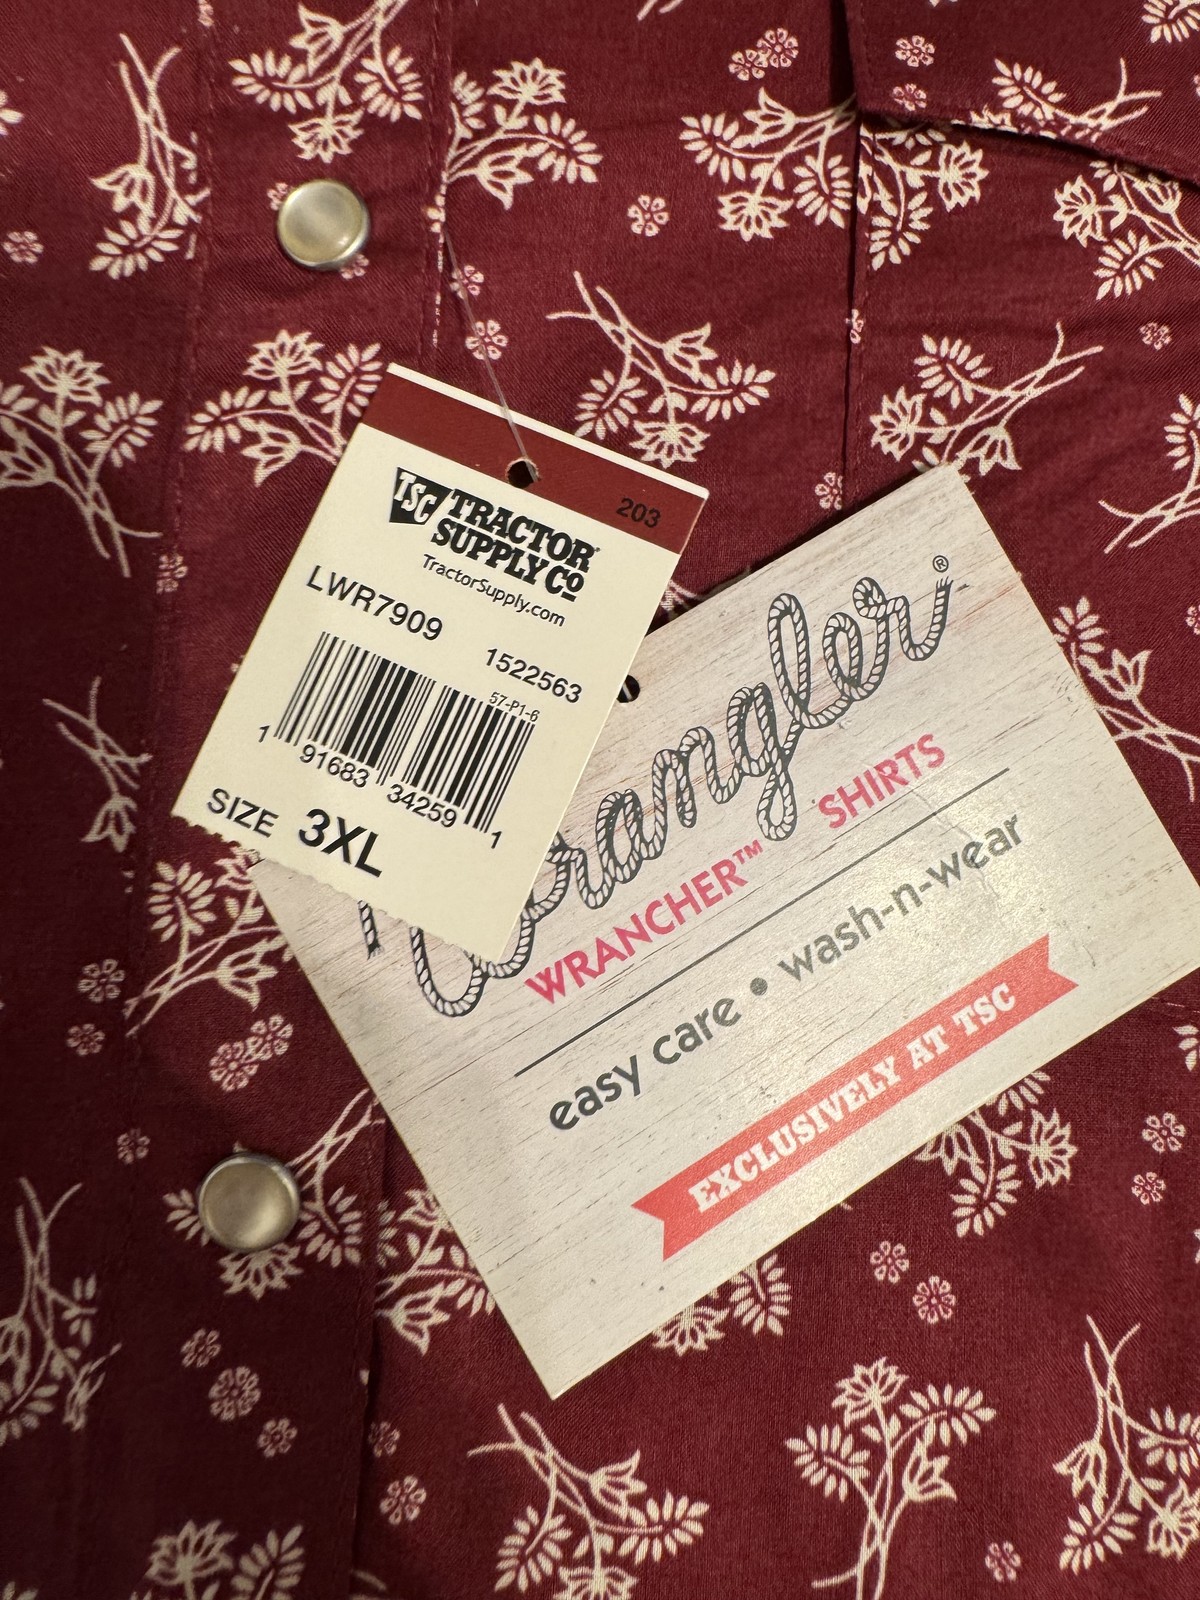 203
TSC TRACTOR
SUPPLY CO
TractorSupply.com
LWR7909
1522563
57-P1-6
1 91683 34259 1
SIZE 3XL
Wrangler®
WRANCHER™ SHIRTS
easy care • wash-n-wear
EXCLUSIVELY AT TSC